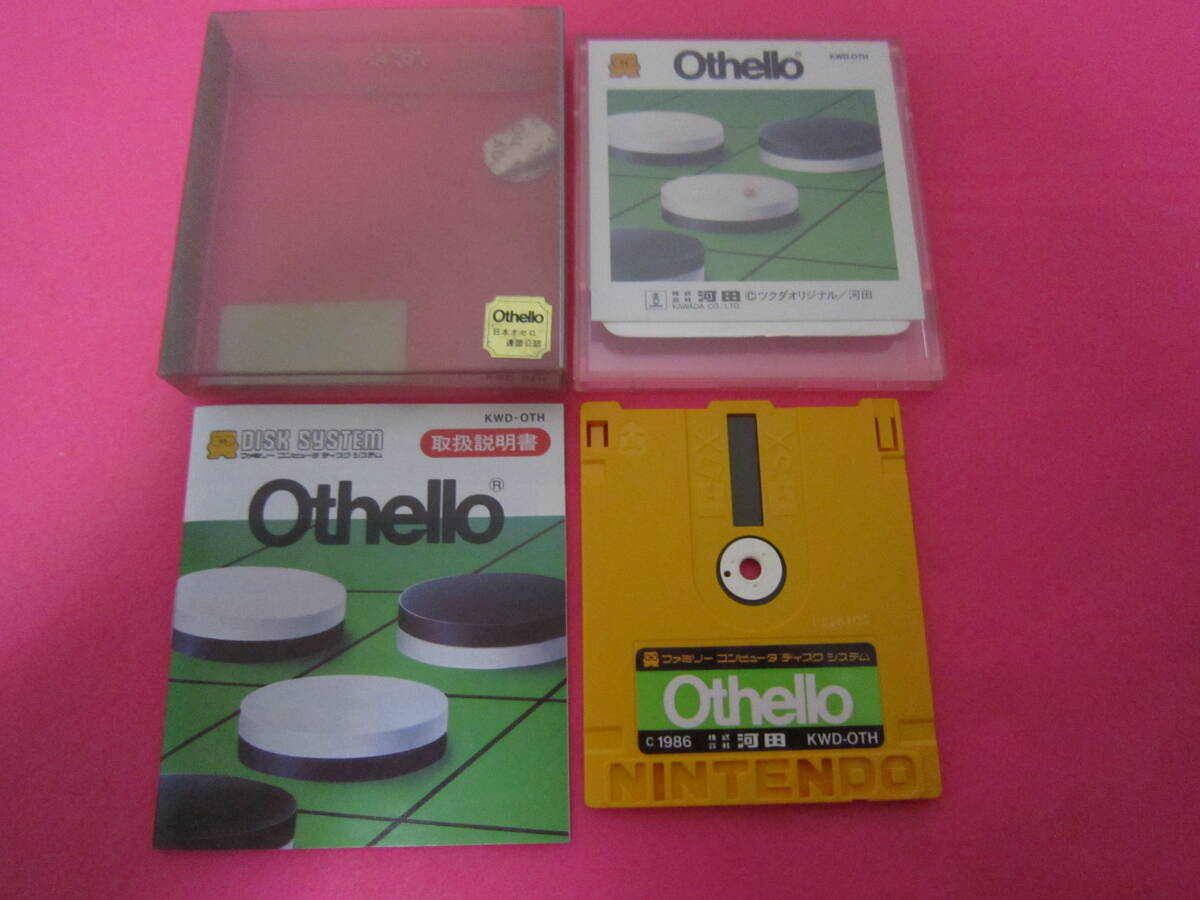 Othello
日本オセロ
連盟公認
KWD-OTH
Othello®
KWD-OTH
株式会社 河田 ©ツクダオリジナル/河田
KAWADA CO., LTD.
KWD-OTH
DISK SYSTEM
ファミリー コンピュータ ディスク システム
取扱説明書
Othello®
ファミリー コンピュータ ディスク システム
Othello
C 1986 株式会社 河田 KWD-OTH
NINTENDO